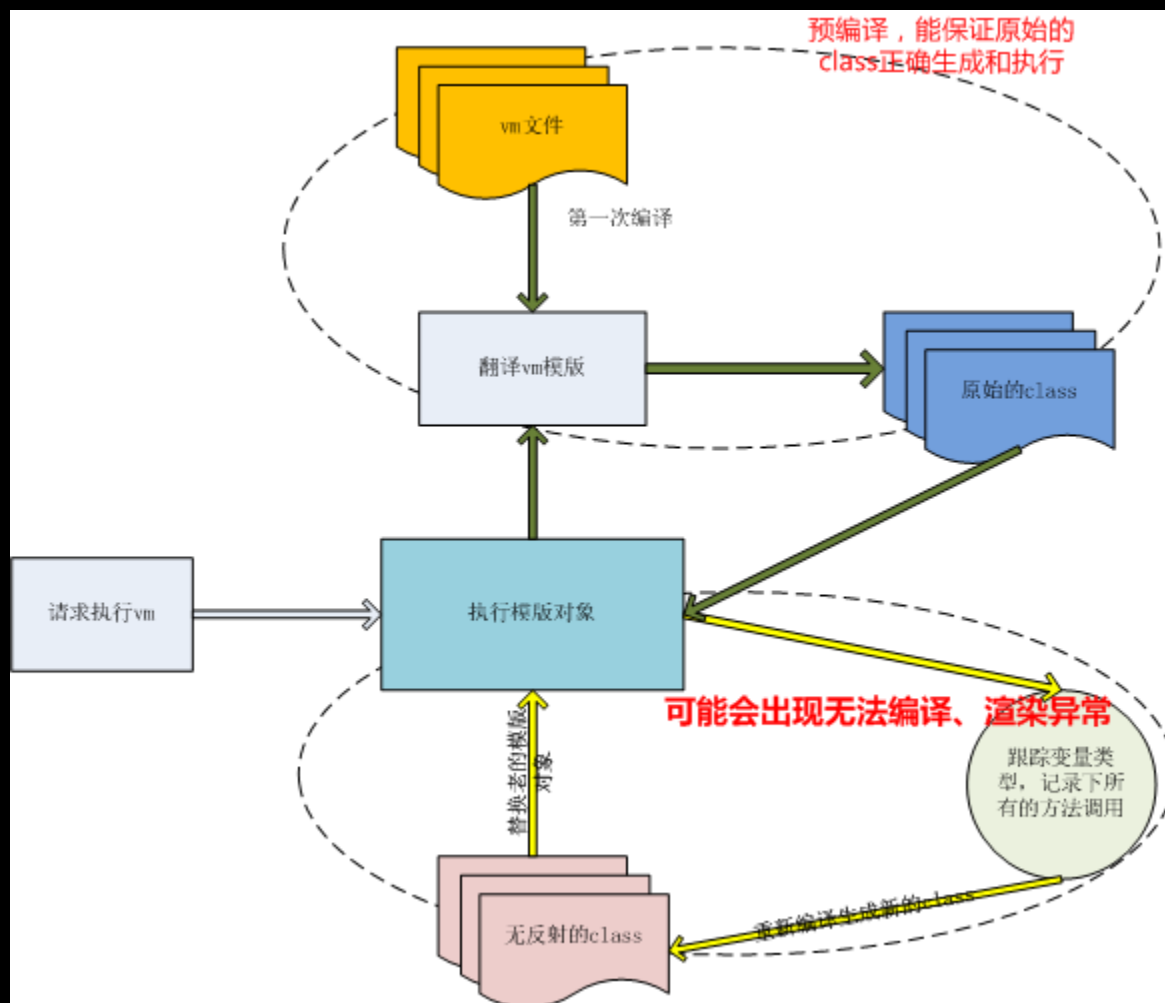 预编译，能保证原始的
class正确生成和执行
vm文件
第一次编译
翻译vm模版
原始的class
请求执行vm
执行模版对象
可能会出现无法编译、渲染异常
替换老的模版
对象
跟踪变量类
型，记录下所
有的方法调用
重新编译生成新的class
无反射的class